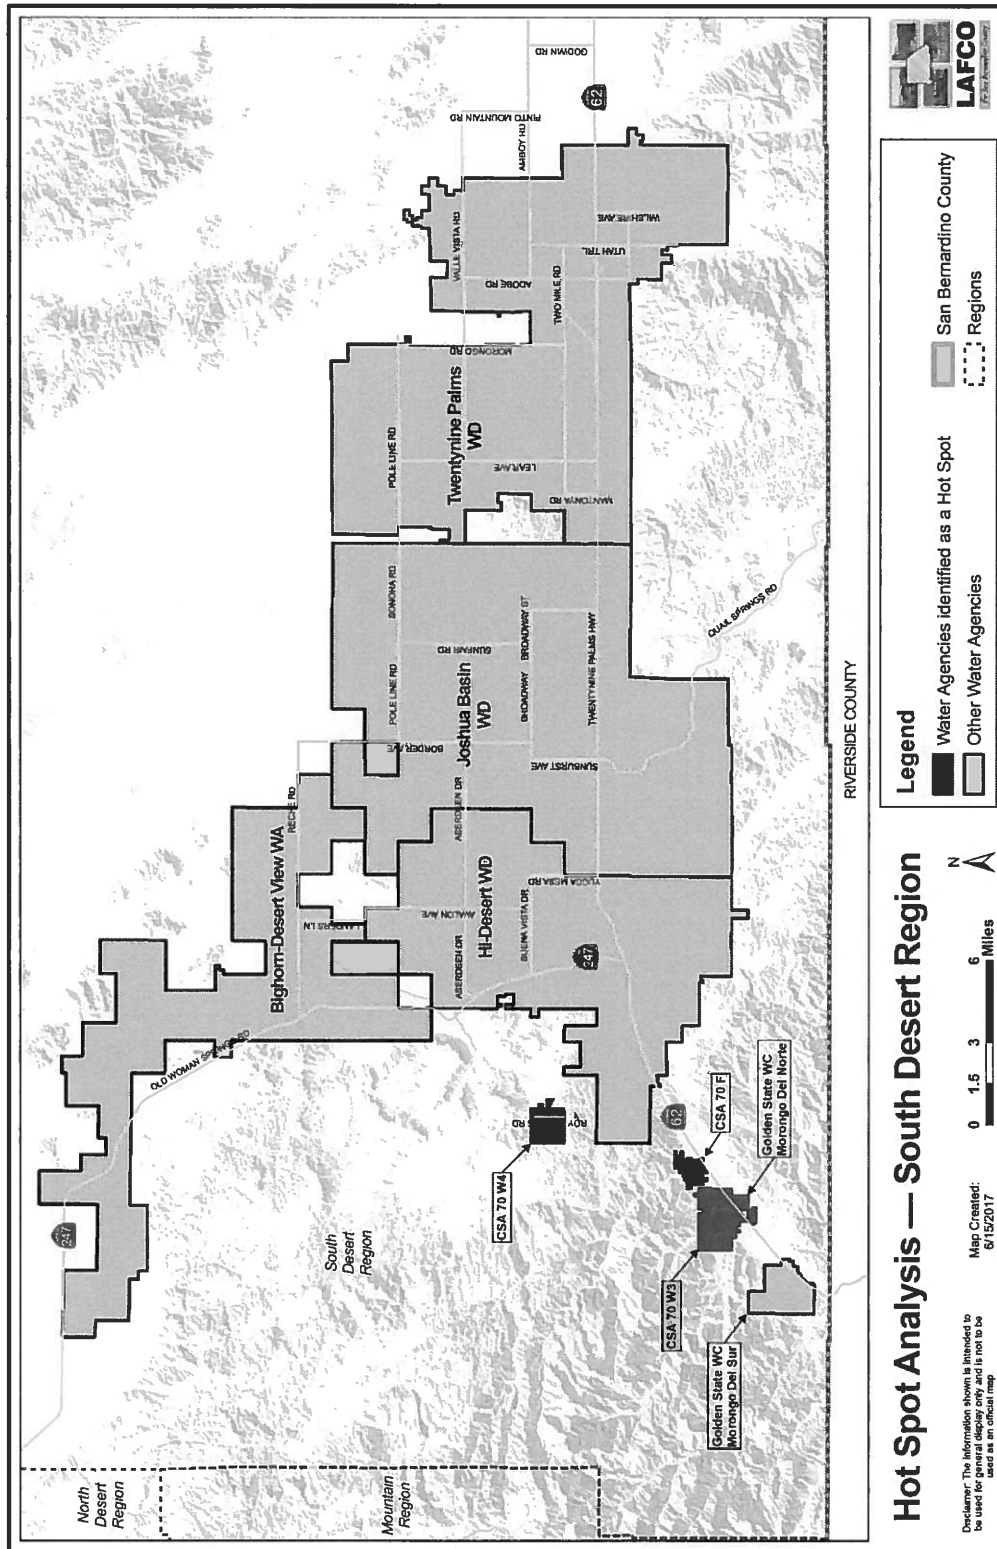 North
Desert
Region
Mountain
Region
247
OLD WOMAN SPRINGS RD
South
Desert
Region
Bighorn-Desert View WA
RECHE RD
LANDERS LN
BORDER AVE
POLE LINE RD
SONORA RD
POLE LINE RD
SUNFAIR RD
Joshua Basin
WD
ABERDEEN DR
ABERDEEN DR
AVALON AVE
Hi-Desert WD
BUENA VISTA DR
YUCCA MESA RD
247
BROADWAY
BROADWAY ST
SUNBURST AVE
TWENTYNINE PALMS HWY
QUAIL SPRINGS RD
Twentynine Palms
WD
MORONGO RD
LEAR AVE
MANTONYA RD
VALLE VISTA RD
ADOBE RD
TWO MILE RD
UTAH TRL
WILSHIRE AVE
AMBOY RD
PINTO MOUNTAIN RD
GODWIN RD
62
CSA 70 W4
62
CSA 70 F
CSA 70 W3
Golden State WC
Morongo Del Norte
Golden State WC
Morongo Del Sur
RIVERSIDE COUNTY
Hot Spot Analysis — South Desert Region
Disclaimer: The information shown is intended to
be used for general display only and is not to be
used as an official map
Map Created:
6/15/2017
0 1.5 3 6
Miles
N
Legend
Water Agencies identified as a Hot Spot
Other Water Agencies
San Bernardino County
Regions
LAFCO